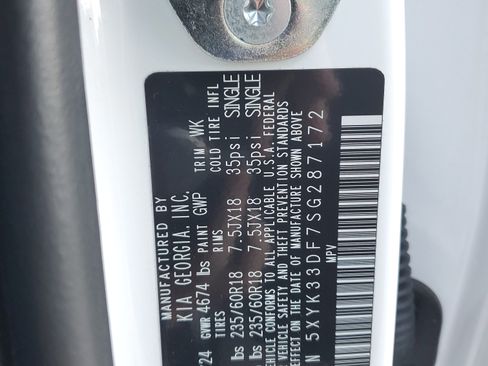 MANUFACTURED BY
KIA GEORGIA, INC.
24 GVWR 4674 lbs PAINT GWP TRIM WK
TIRES RIMS COLD TIRE INFL
lbs 235/60R18 7.5JX18 35psi SINGLE
lbs 235/60R18 7.5JX18 35psi SINGLE
VEHICLE CONFORMS TO ALL APPLICABLE U.S.A. FEDERAL
VEHICLE SAFETY AND THEFT PREVENTION STANDARDS
EFFECT ON THE DATE OF MANUFACTURE SHOWN ABOVE
N 5XYK33DF7SG287172
MPV